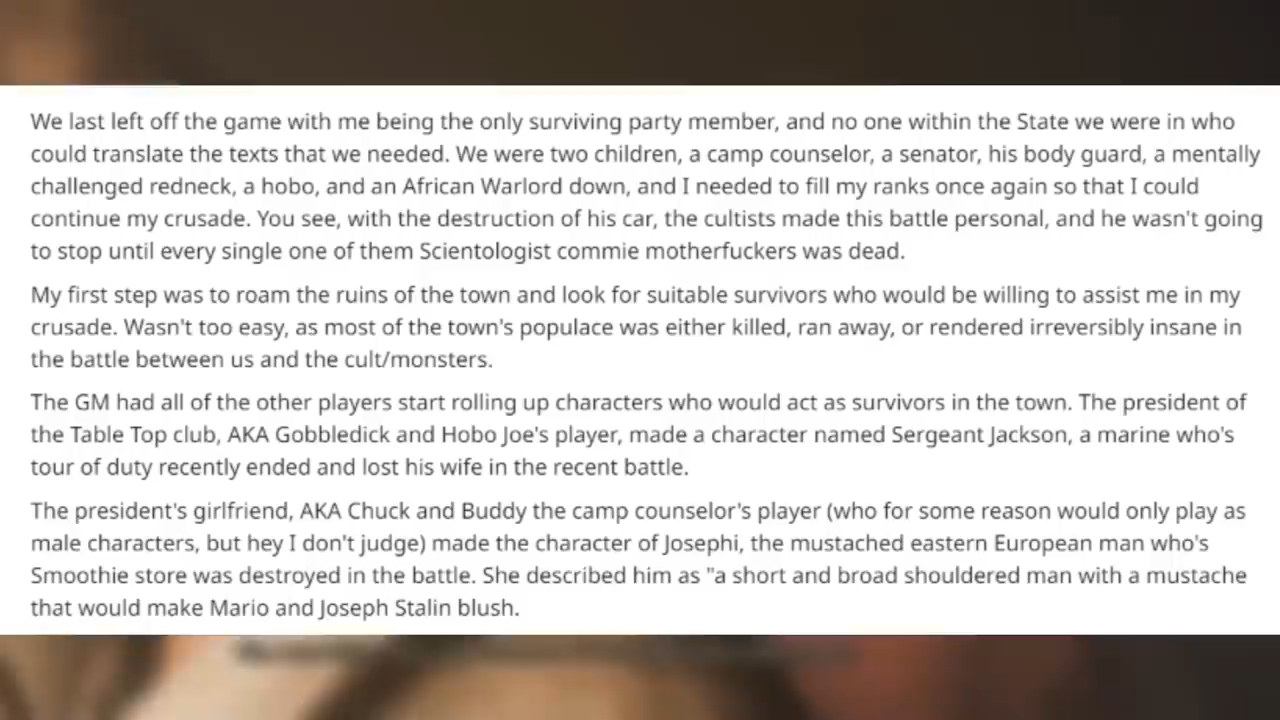 We last left off the game with me being the only surviving party member, and no one within the State we were in who
could translate the texts that we needed. We were two children, a camp counselor, a senator, his body guard, a mentally
challenged redneck, a hobo, and an African Warlord down, and I needed to fill my ranks once again so that I could
continue my crusade. You see, with the destruction of his car, the cultists made this battle personal, and he wasn't going
to stop until every single one of them Scientologist commie motherfuckers was dead.
My first step was to roam the ruins of the town and look for suitable survivors who would be willing to assist me in my
crusade. Wasn't too easy, as most of the town's populace was either killed, ran away, or rendered irreversibly insane in
the battle between us and the cult/monsters.
The GM had all of the other players start rolling up characters who would act as survivors in the town. The president of
the Table Top club, AKA Gobbledick and Hobo Joe's player, made a character named Sergeant Jackson, a marine who's
tour of duty recently ended and lost his wife in the recent battle.
The president's girlfriend, AKA Chuck and Buddy the camp counselor's player (who for some reason would only play as
male characters, but hey I don't judge) made the character of Josephi, the mustached eastern European man who's
Smoothie store was destroyed in the battle. She described him as "a short and broad shouldered man with a mustache
that would make Mario and Joseph Stalin blush.